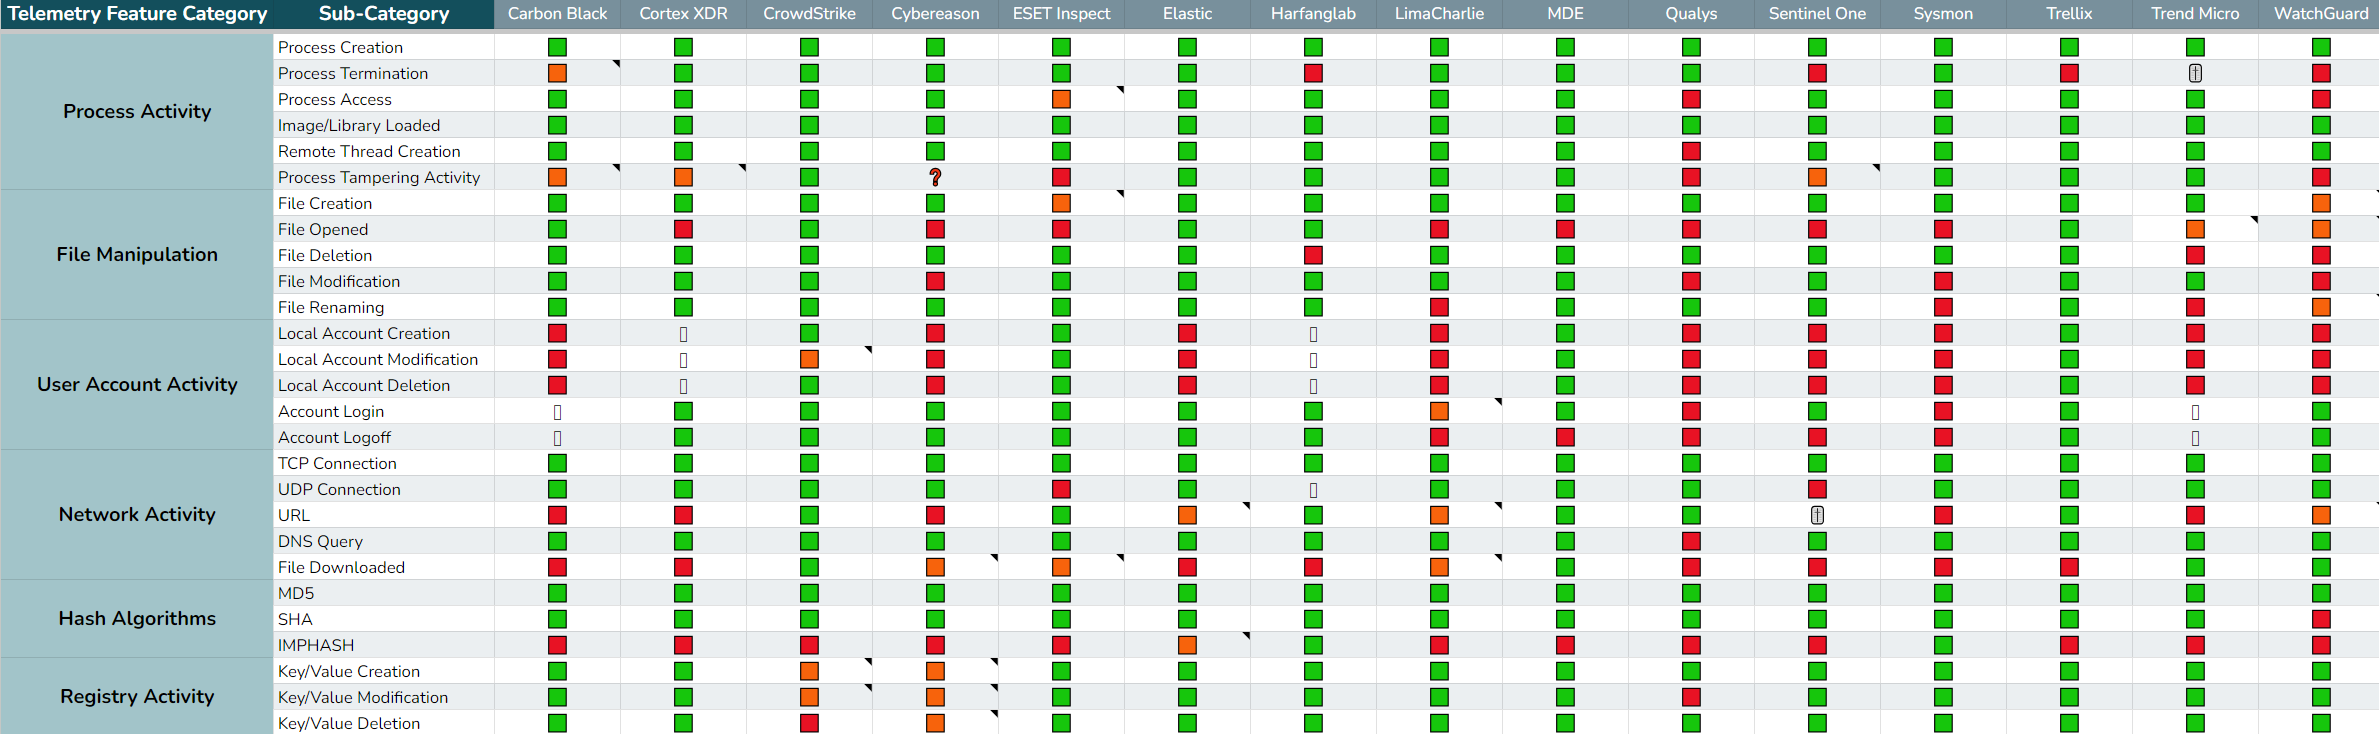 Telemetry Feature Category Sub-Category Carbon Black Cortex XDR CrowdStrike Cybereason ESET Inspect Elastic Harfanglab LimaCharlie MDE Qualys Sentinel One Sysmon Trellix Trend Micro WatchGuard
Process Activity
Process Creation
Process Termination
Process Access
Image/Library Loaded
Remote Thread Creation
Process Tampering Activity ?
File Manipulation
File Creation
File Opened
File Deletion
File Modification
File Renaming
User Account Activity
Local Account Creation
Local Account Modification
Local Account Deletion
Account Login
Account Logoff
Network Activity
TCP Connection
UDP Connection
URL
DNS Query
File Downloaded
Hash Algorithms
MD5
SHA
IMPHASH
Registry Activity
Key/Value Creation
Key/Value Modification
Key/Value Deletion